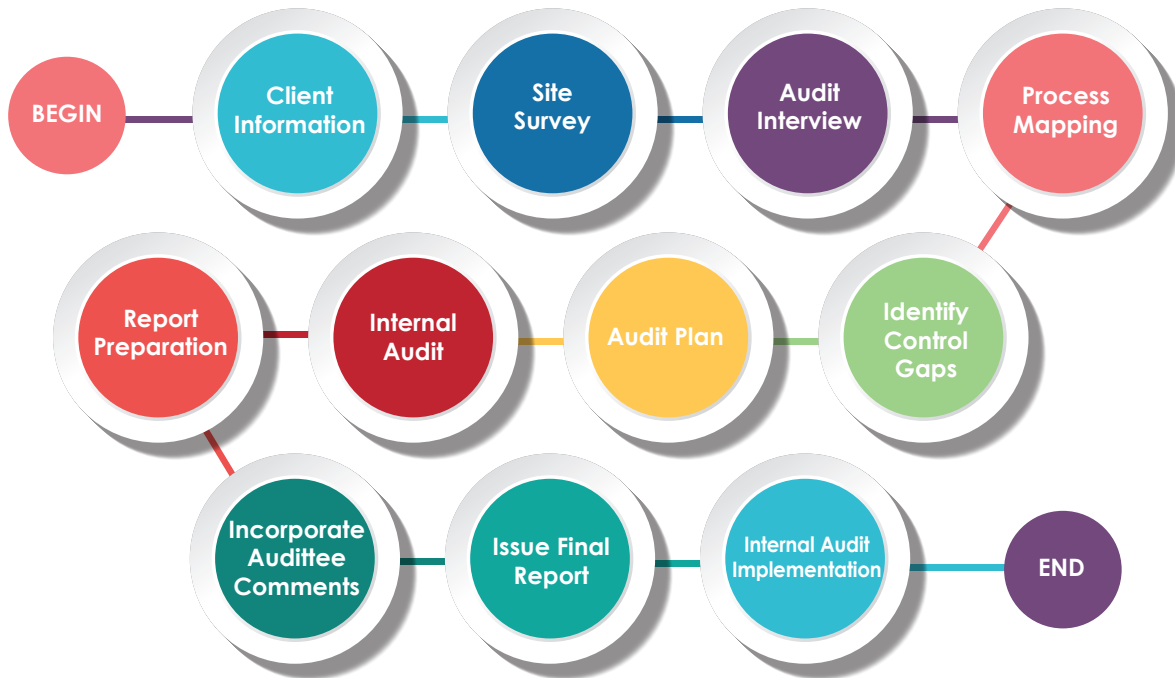 BEGIN
Client
Information
Site
Survey
Audit
Interview
Process
Mapping
Identify
Control
Gaps
Audit Plan
Internal
Audit
Report
Preparation
Incorporate
Audittee
Comments
Issue Final
Report
Internal Audit
Implementation
END